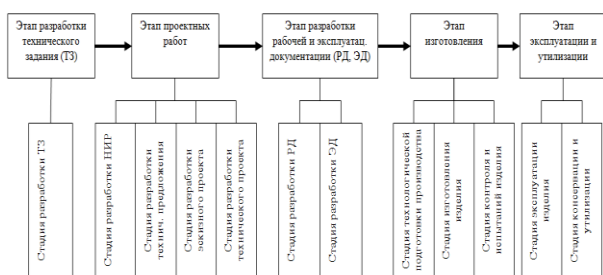 Этап разработки
технического
задания (ТЗ)
Этап проектных
работ
Этап разработки
рабочей и эксплуатац.
документации (РД, ЭД)
Этап
изготовления
Этап
эксплуатации и
утилизации
Стадия разработки ТЗ
Стадия разработки НИР
Стадия разработки
технич. предложения
Стадия разработки
эскизного проекта
Стадия разработки
технического проекта
Стадия разработки РД
Стадия разработки ЭД
Стадия технологической
подготовки производства
Стадия изготовления
изделия
Стадия контроля и
испытаний изделия
Стадия эксплуатации
изделия
Стадия консервации и
утилизации